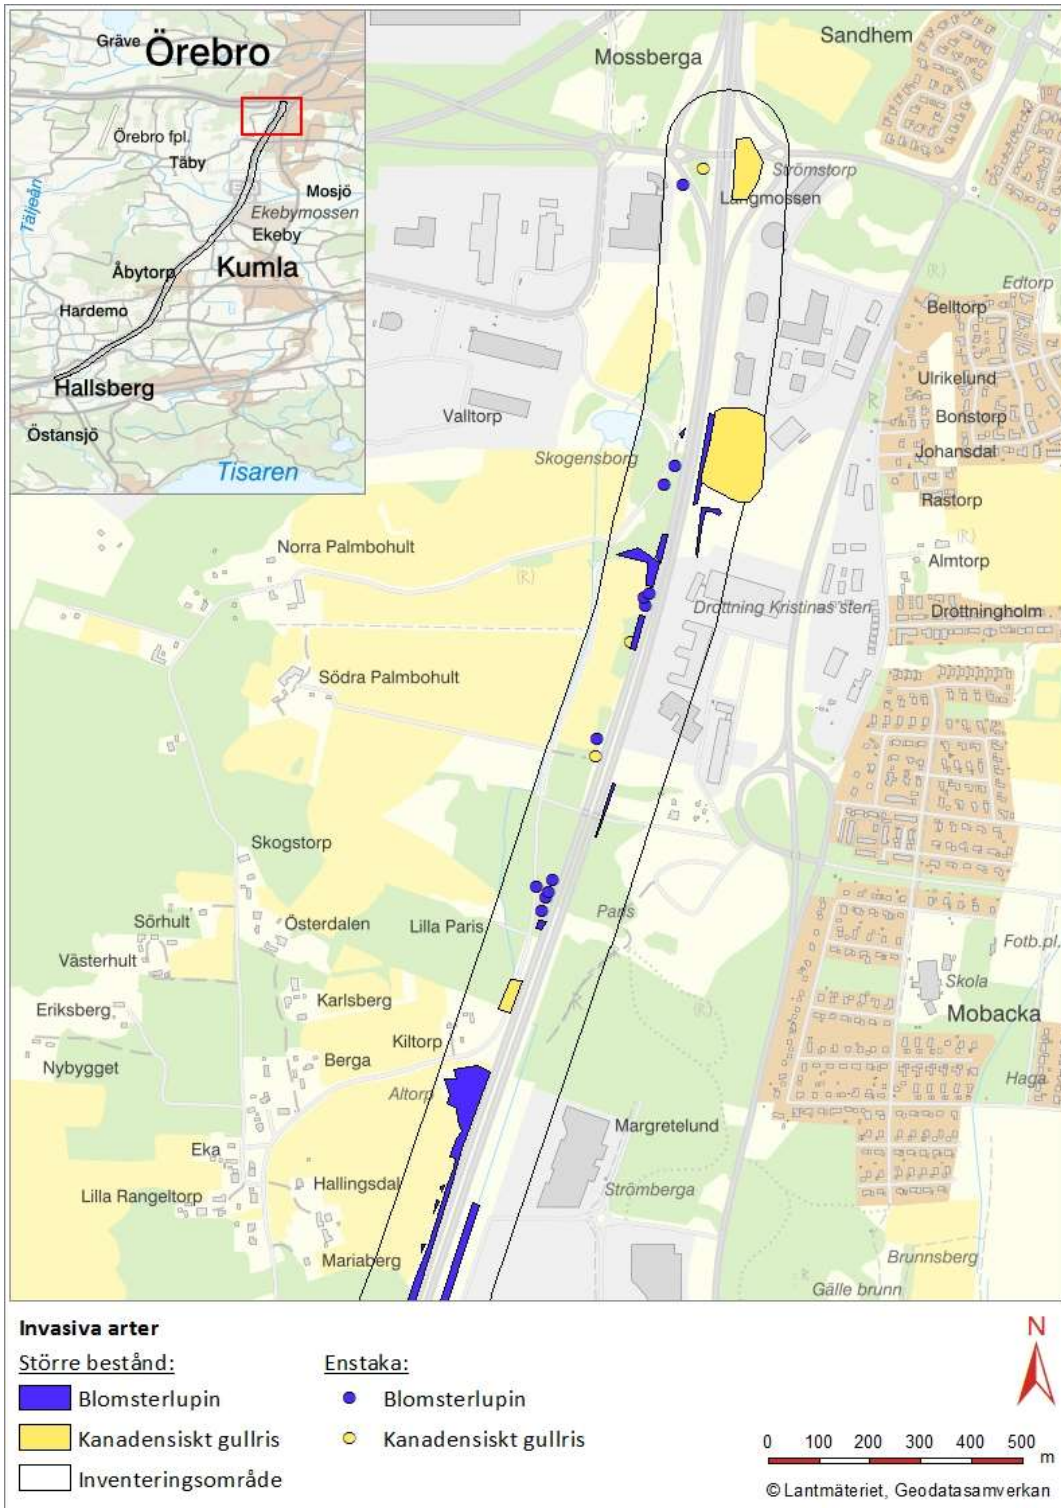 Gräve
Örebro
Örebro fpl.
Täby
Täljeån
Mosjö
Ekebymossen
Ekeby
Åbytorp
Kumla
Hardemo
Hallsberg
Östansjö
Tisaren
Sandhem
Mossberga
Strömstorp
Långmossen
(R)
Edtorp
Belltorp
Ulrikelund
Valltorp
R
Bonstorp
Skogensborg
Johansdal
Rastorp
(R)
Norra Palmbohult
Almtorp
(R)
Drottning Kristinas sten
Drottningholm
Södra Palmbohult
Skogstorp
Sörhult
Österdalen
Lilla Paris
Paris
Fotb.pl.
Västerhult
Skola
Karlsberg
R
(R)
Eriksberg
Mobacka
Kiltorp
Berga
Nybygget
Haga
Altorp
Margretelund
Eka
Hallingsdal
Strömberga
Lilla Rangeltorp
Mariaberg
Brunnsberg
Gälle brunn
Invasiva arter
Större bestånd:
Enstaka:
Blomsterlupin
Blomsterlupin
Kanadensiskt gullris
Kanadensiskt gullris
Inventeringsområde
N
0 100 200 300 400 500
m
© Lantmäteriet, Geodatasamverkan